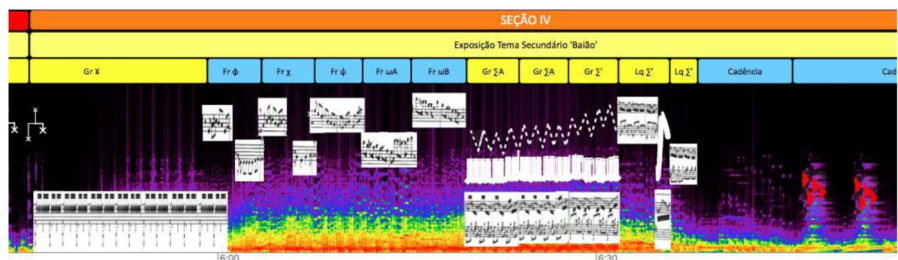 SEÇÃO IV
Exposição Tema Secundário 'Baião'
Gr ¥ Fr ϕ Fr χ Fr ψ Fr ωA Fr ωB Gr ∑A Gr ∑A Gr ∑' Lq ∑' Lq ∑' Cadência Cad
6:00 6:30